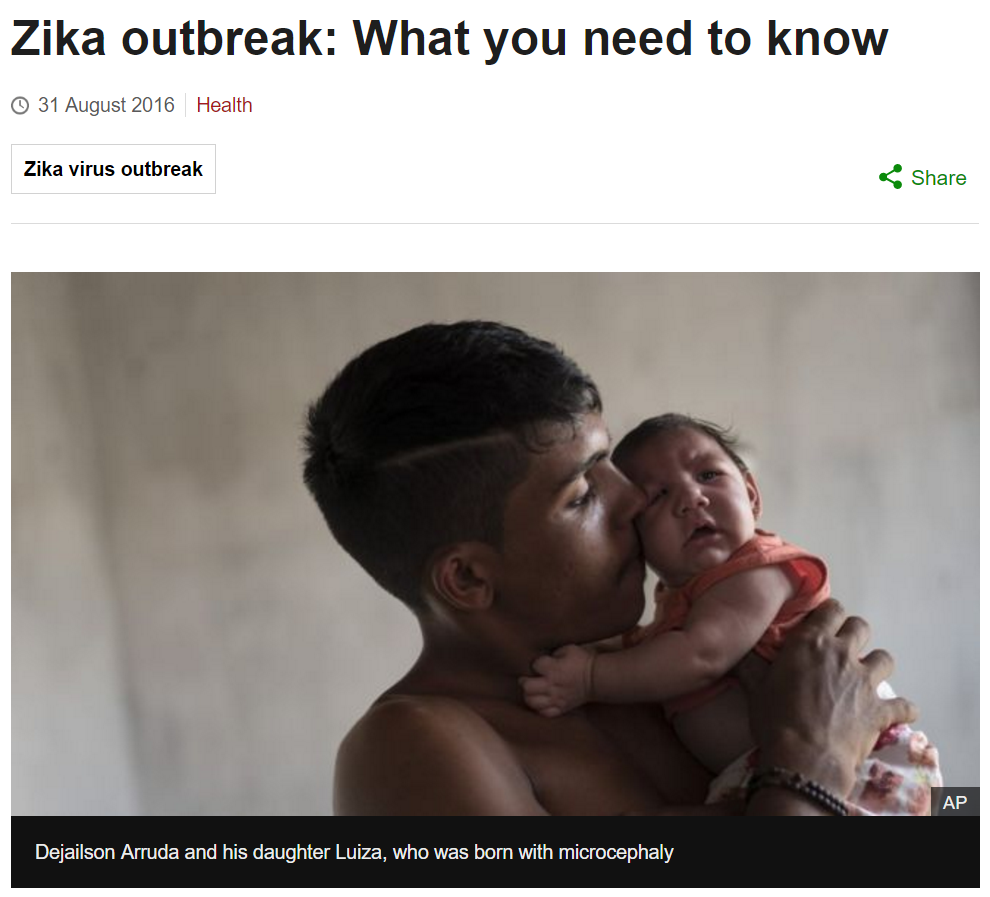 Zika outbreak: What you need to know
31 August 2016 Health
Zika virus outbreak
Share
AP
Dejailson Arruda and his daughter Luiza, who was born with microcephaly